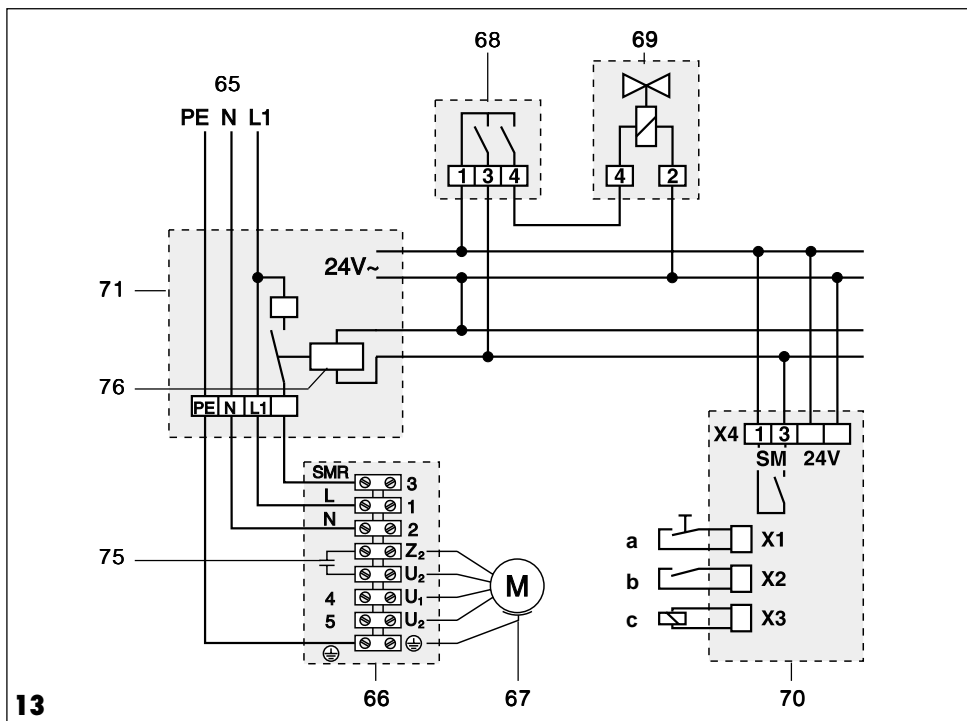 68
69
65
PE N L1
1 3 4
4 2
24V~
71
76
PE N L1
X4 1 3
SM 24V
SMR 3
L 1
N 2
75
Z₂
U₂
4 U₁
5 U₂
M
a X1
b X2
c X3
66
67
70
13